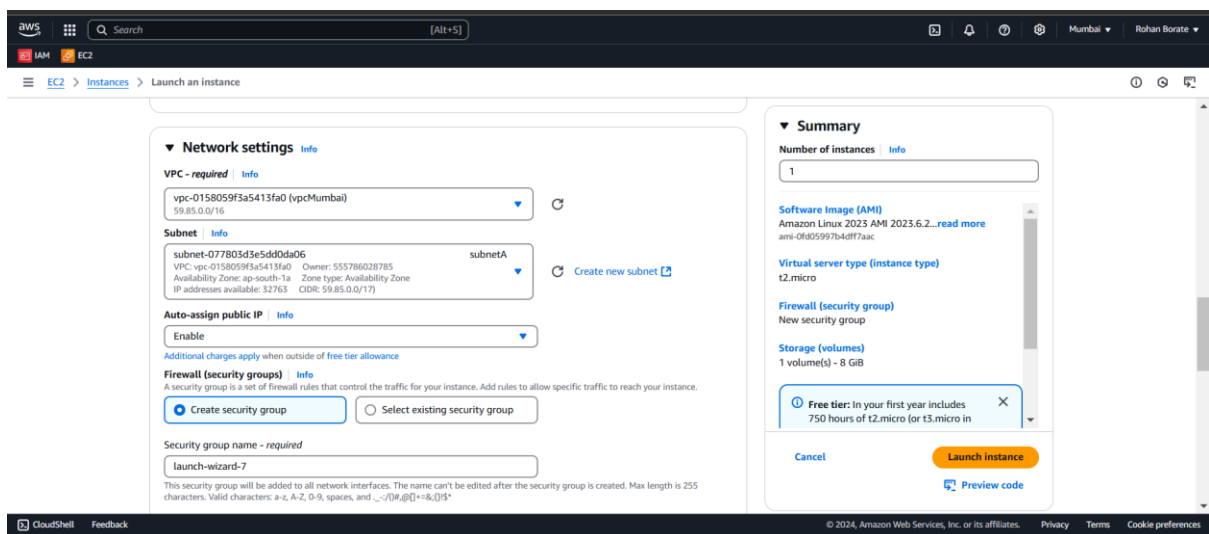 aws
Search [Alt+S]
Mumbai ▼ Rohan Borate ▼
IAM EC2
EC2 > Instances > Launch an instance
▼ Network settings Info
VPC - required | Info
vpc-0158059f3a5413fa0 (vpcMumbai)
59.85.0.0/16
Subnet | Info
subnet-077803d3e5dd0da06 subnetA
VPC: vpc-0158059f3a5413fa0 Owner: 555786028785
Availability Zone: ap-south-1a Zone type: Availability Zone
IP addresses available: 32763 CIDR: 59.85.0.0/17)
Create new subnet
Auto-assign public IP | Info
Enable
Additional charges apply when outside of free tier allowance
Firewall (security groups) | Info
A security group is a set of firewall rules that control the traffic for your instance. Add rules to allow specific traffic to reach your instance.
Create security group
Select existing security group
Security group name - required
launch-wizard-7
This security group will be added to all network interfaces. The name can't be edited after the security group is created. Max length is 255
characters. Valid characters: a-z, A-Z, 0-9, spaces, and ._-:/()#,@[]+=&;{}!$*
▼ Summary
Number of instances | Info
1
Software Image (AMI)
Amazon Linux 2023 AMI 2023.6.2...read more
ami-0fd05997b4dff7aac
Virtual server type (instance type)
t2.micro
Firewall (security group)
New security group
Storage (volumes)
1 volume(s) - 8 GiB
Free tier: In your first year includes
750 hours of t2.micro (or t3.micro in
Cancel
Launch instance
Preview code
CloudShell Feedback
© 2024, Amazon Web Services, Inc. or its affiliates. Privacy Terms Cookie preferences